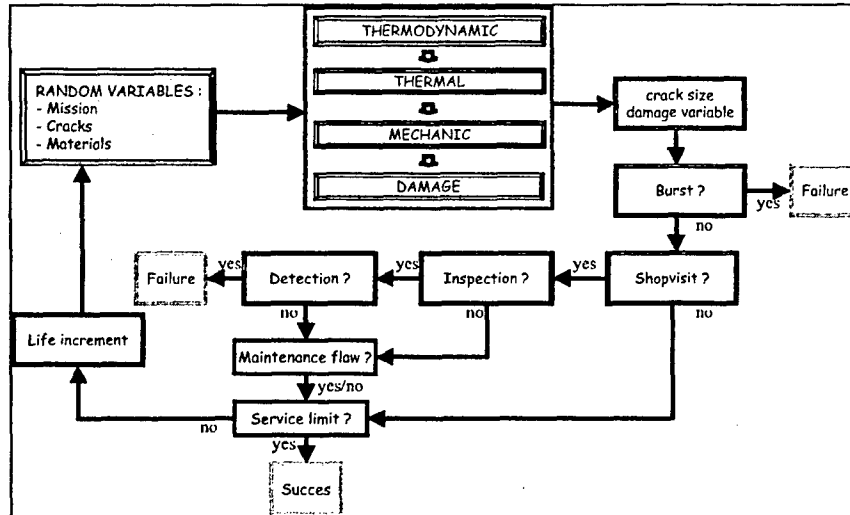 THERMODYNAMIC
THERMAL
MECHANIC
DAMAGE
RANDOM VARIABLES :
- Mission
- Cracks
- Materials
crack size
damage variable
Burst ?
yes
Failure
no
Shopvisit ?
yes
no
Inspection ?
yes
no
Detection ?
yes
no
Failure
Maintenance flaw ?
yes/no
Life increment
Service limit ?
no
yes
Succes